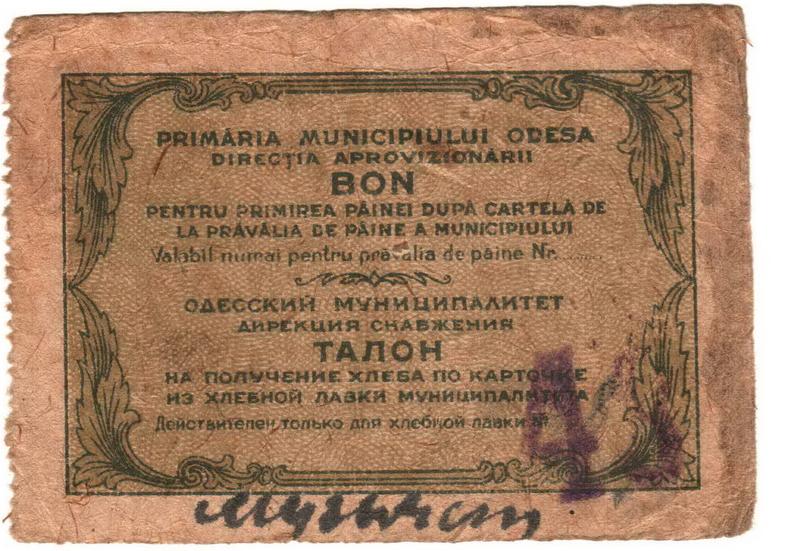 PRIMĂRIA MUNICIPIULUI ODESA
DIRECȚIA APROVIZIONĂRII
BON
PENTRU PRIMIREA PÂINEI DUPĂ CARTELĂ DE
LA PRĂVĂLIA DE PÂINE A MUNICIPIULUI
Valabil numai pentru prăvălia de pâine Nr. ........
ОДЕССКИЙ МУНИЦИПАЛИТЕТ
ДИРЕКЦИЯ СНАБЖЕНИЯ
ТАЛОН
НА ПОЛУЧЕНИЕ ХЛЕБА ПО КАРТОЧКЕ
ИЗ ХЛЕБНОЙ ЛАВКИ МУНИЦИПАЛИТЕТА
Действителен только для хлебной лавки №